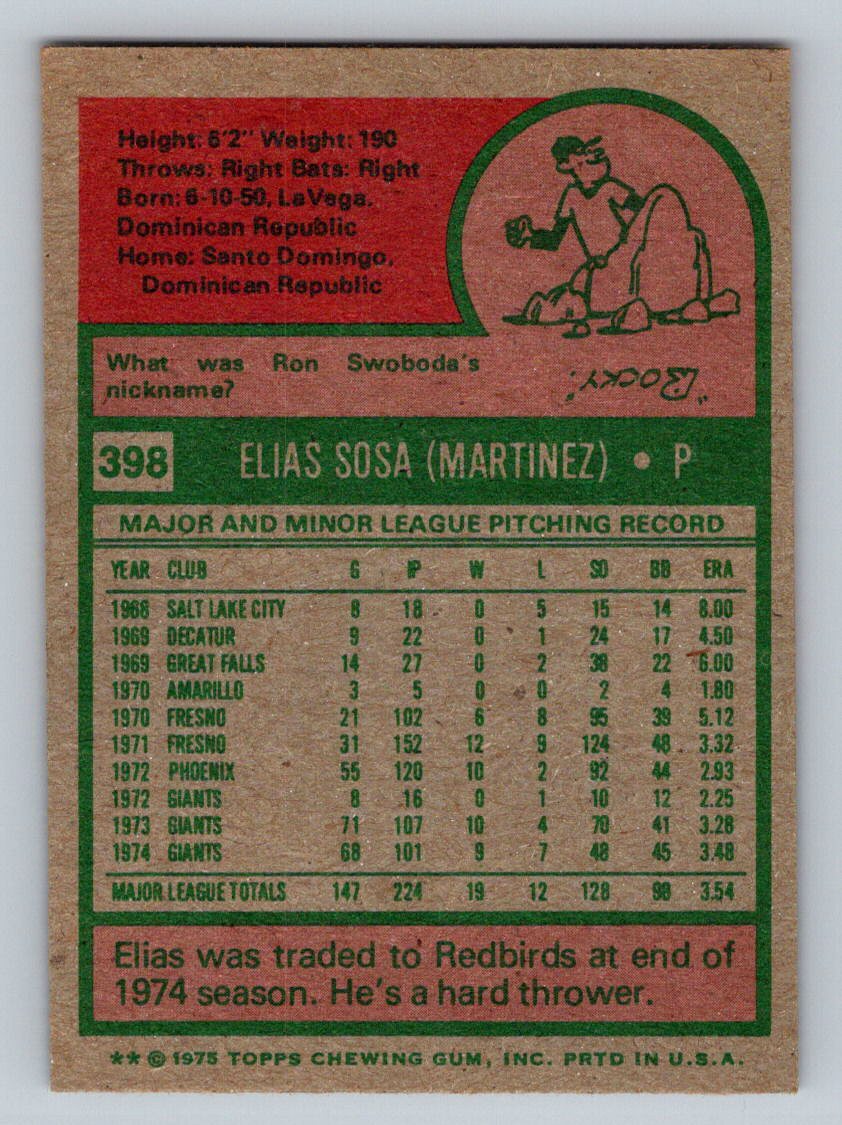 Height: 6'2" Weight: 190
Throws: Right Bats: Right
Born: 6-10-50, LaVega,
Dominican Republic
Home: Santo Domingo,
Dominican Republic
What was Ron Swoboda's
nickname?
"Rocky."
398 ELIAS SOSA (MARTINEZ) • P
MAJOR AND MINOR LEAGUE PITCHING RECORD
YEAR CLUB G IP W L SO BB ERA
1968 SALT LAKE CITY 8 18 0 5 15 14 8.00
1969 DECATUR 9 22 0 1 24 17 4.50
1969 GREAT FALLS 14 27 0 2 38 22 6.00
1970 AMARILLO 3 5 0 0 2 4 1.80
1970 FRESNO 21 102 6 8 95 39 5.12
1971 FRESNO 31 152 12 9 124 48 3.32
1972 PHOENIX 55 120 10 2 92 44 2.93
1972 GIANTS 8 16 0 1 10 12 2.25
1973 GIANTS 71 107 10 4 70 41 3.28
1974 GIANTS 68 101 9 7 48 45 3.48
MAJOR LEAGUE TOTALS 147 224 19 12 128 98 3.54
Elias was traded to Redbirds at end of
1974 season. He's a hard thrower.
** © 1975 TOPPS CHEWING GUM, INC. PRTD IN U.S.A.